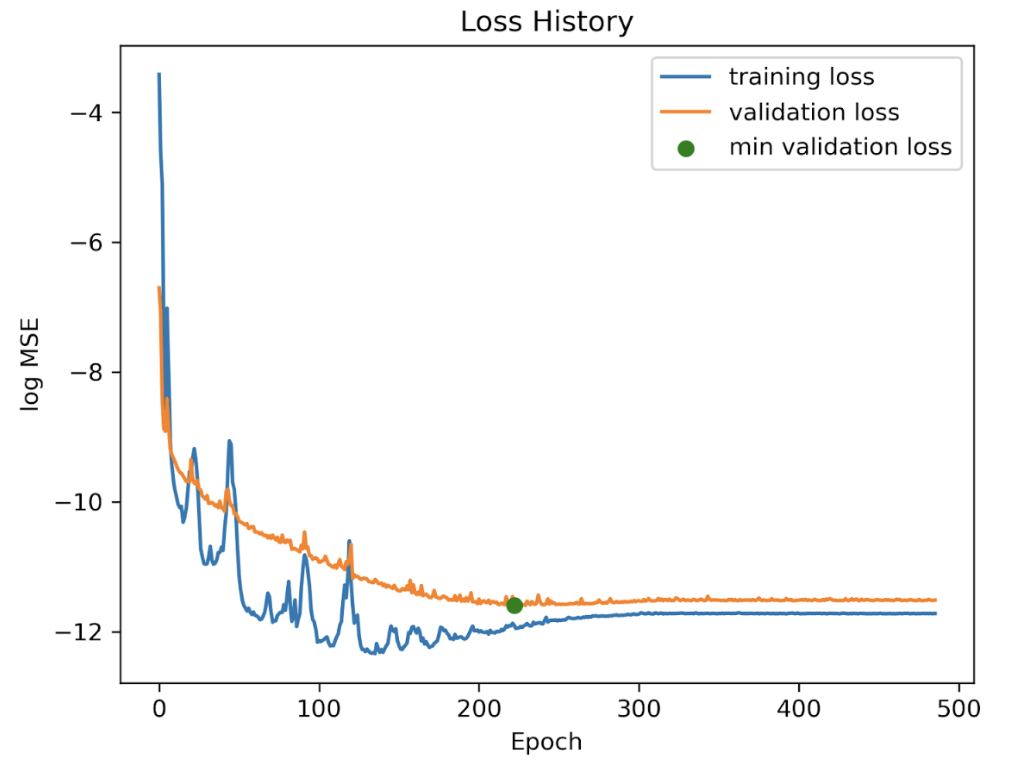 Loss History
training loss
validation loss
min validation loss
−4
−6
−8
−10
−12
log MSE
0 100 200 300 400 500
Epoch